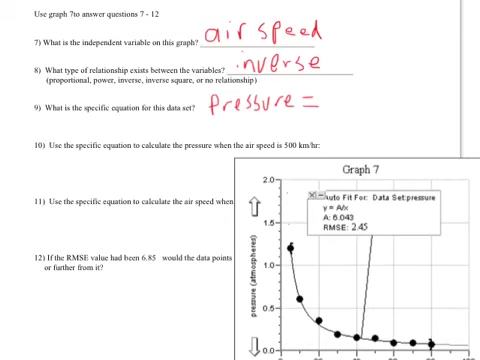 Use graph 7to answer questions 7 - 12
7) What is the independent variable on this graph? air speed
8) What type of relationship exists between the variables? inverse
(proportional, power, inverse, inverse square, or no relationship)
9) What is the specific equation for this data set? pressure =
10) Use the specific equation to calculate the pressure when the air speed is 500 km/hr:
11) Use the specific equation to calculate the air speed when
12) If the RMSE value had been 6.85 would the data points
or further from it?
Graph 7
Auto Fit For: Data Set:pressure
y = A/x
A: 6.043
RMSE: 2.45
pressure (atmospheres)
2.0
1.5
1.0
0.5
0.0
0 20 40 60 80